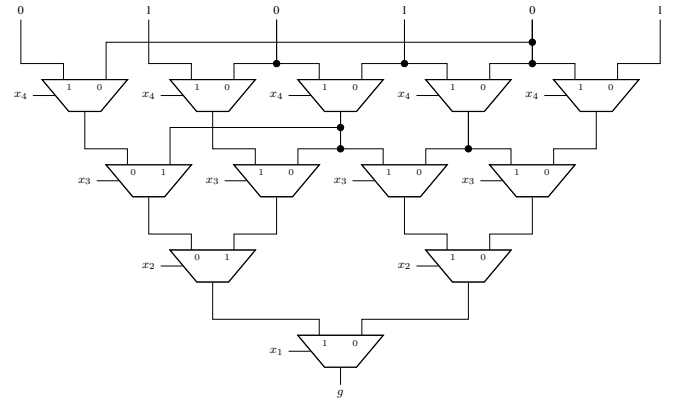 0 1 0 1 0 1
1 0 1 0 1 0 1 0 1 0
x₄ x₄ x₄ x₄ x₄
0 1 1 0 1 0 1 0
x₃ x₃ x₃ x₃
0 1 1 0
x₂ x₂
1 0
x₁
g